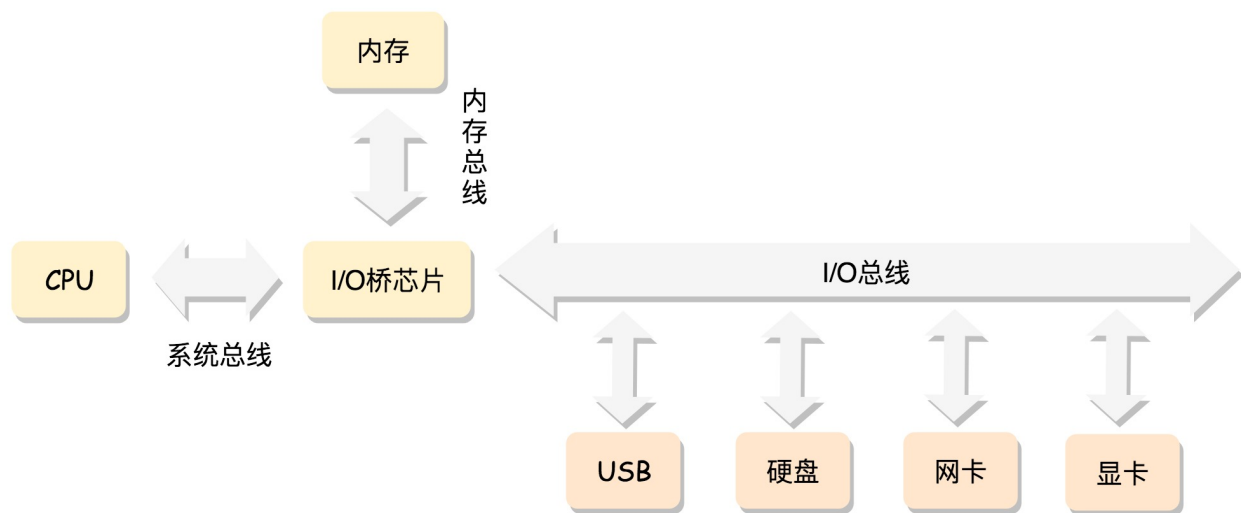 内存
内存总线
CPU
I/O桥芯片
I/O总线
系统总线
USB
硬盘
网卡
显卡